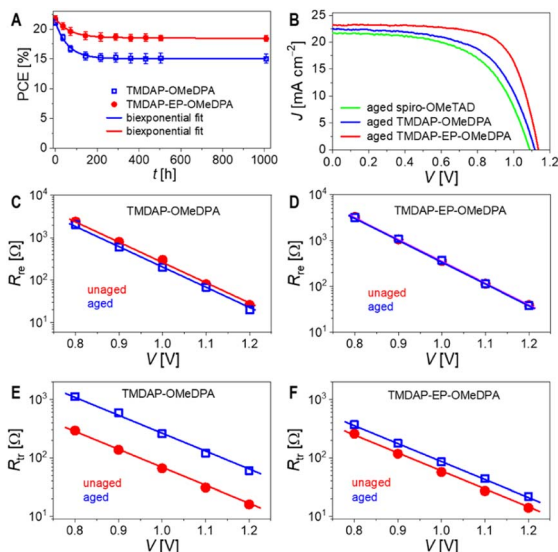 A
PCE [%]
20
15
10
5
0
TMDAP-OMeDPA
TMDAP-EP-OMeDPA
biexponential fit
biexponential fit
0 200 400 600 800 1000
t [h]
B
J [mA cm⁻²]
25
20
15
10
5
0
aged spiro-OMeTAD
aged TMDAP-OMeDPA
aged TMDAP-EP-OMeDPA
0.0 0.2 0.4 0.6 0.8 1.0 1.2
V [V]
C
TMDAP-OMeDPA
Rre [Ω]
10⁴
10³
10²
10¹
unaged
aged
0.8 0.9 1.0 1.1 1.2
V [V]
D
TMDAP-EP-OMeDPA
Rre [Ω]
10⁴
10³
10²
10¹
unaged
aged
0.8 0.9 1.0 1.1 1.2
V [V]
E
TMDAP-OMeDPA
Rtr [Ω]
10³
10²
10¹
unaged
aged
0.8 0.9 1.0 1.1 1.2
V [V]
F
TMDAP-EP-OMeDPA
Rtr [Ω]
10³
10²
10¹
unaged
aged
0.8 0.9 1.0 1.1 1.2
V [V]